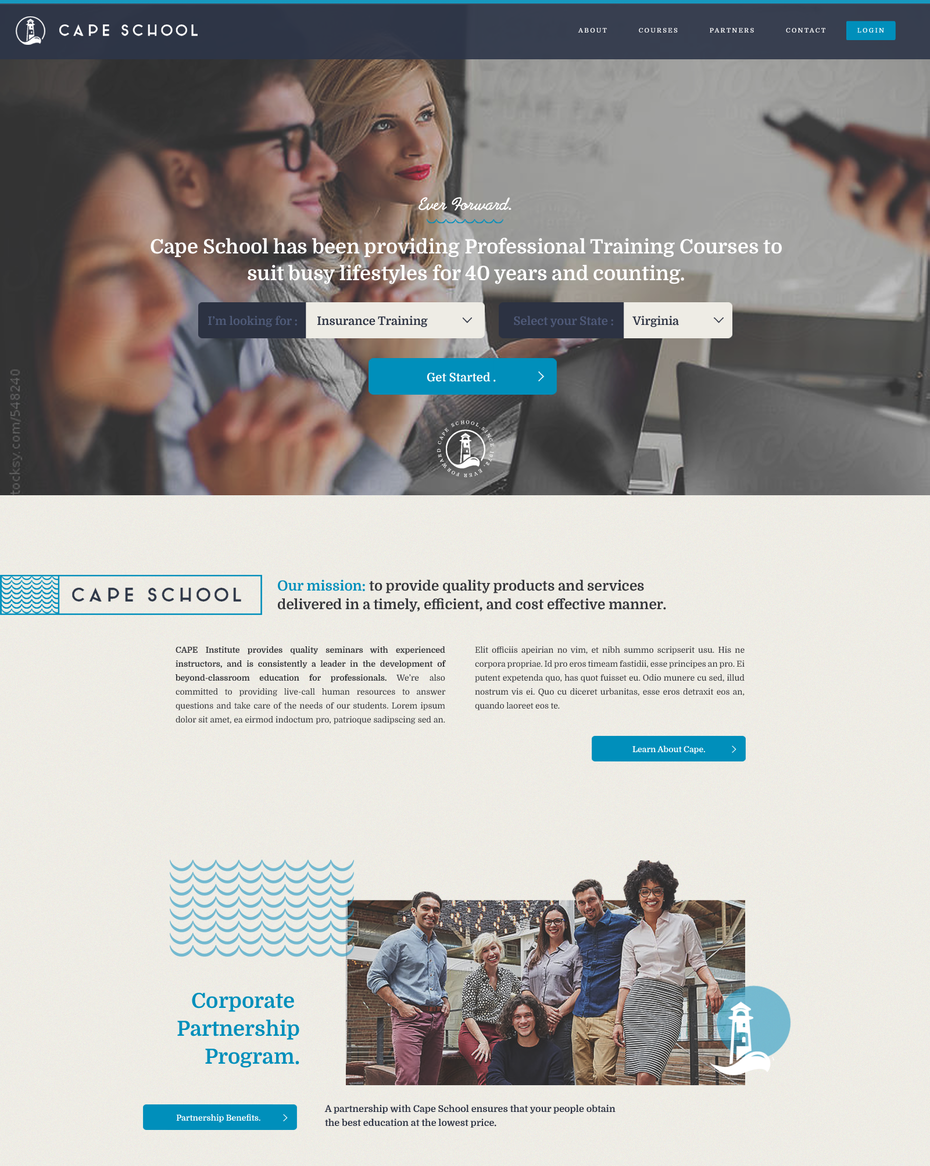 CAPE SCHOOL
ABOUT COURSES PARTNERS CONTACT LOGIN
Ever Forward.
Cape School has been providing Professional Training Courses to
suit busy lifestyles for 40 years and counting.
I'm looking for : Insurance Training Select your State : Virginia
Get Started .
CAPE SCHOOL SINCE EVER FORWARD
tocksy.com/548240
CAPE SCHOOL
Our mission: to provide quality products and services
delivered in a timely, efficient, and cost effective manner.
CAPE Institute provides quality seminars with experienced
instructors, and is consistently a leader in the development of
beyond-classroom education for professionals. We're also
committed to providing live-call human resources to answer
questions and take care of the needs of our students. Lorem ipsum
dolor sit amet, ea eirmod indoctum pro, patrioque sadipscing sed an.
Elit officiis apeirian no vim, et nibh summo scripserit usu. His ne
corpora propriae. Id pro eros timeam fastidii, esse principes an pro. Ei
putent expetenda quo, has quot fuisset eu. Odio munere cu sed, illud
nostrum vis ei. Quo cu diceret urbanitas, esse eros detraxit eos an,
quando laoreet eos te.
Learn About Cape.
Corporate
Partnership
Program.
Partnership Benefits.
A partnership with Cape School ensures that your people obtain
the best education at the lowest price.